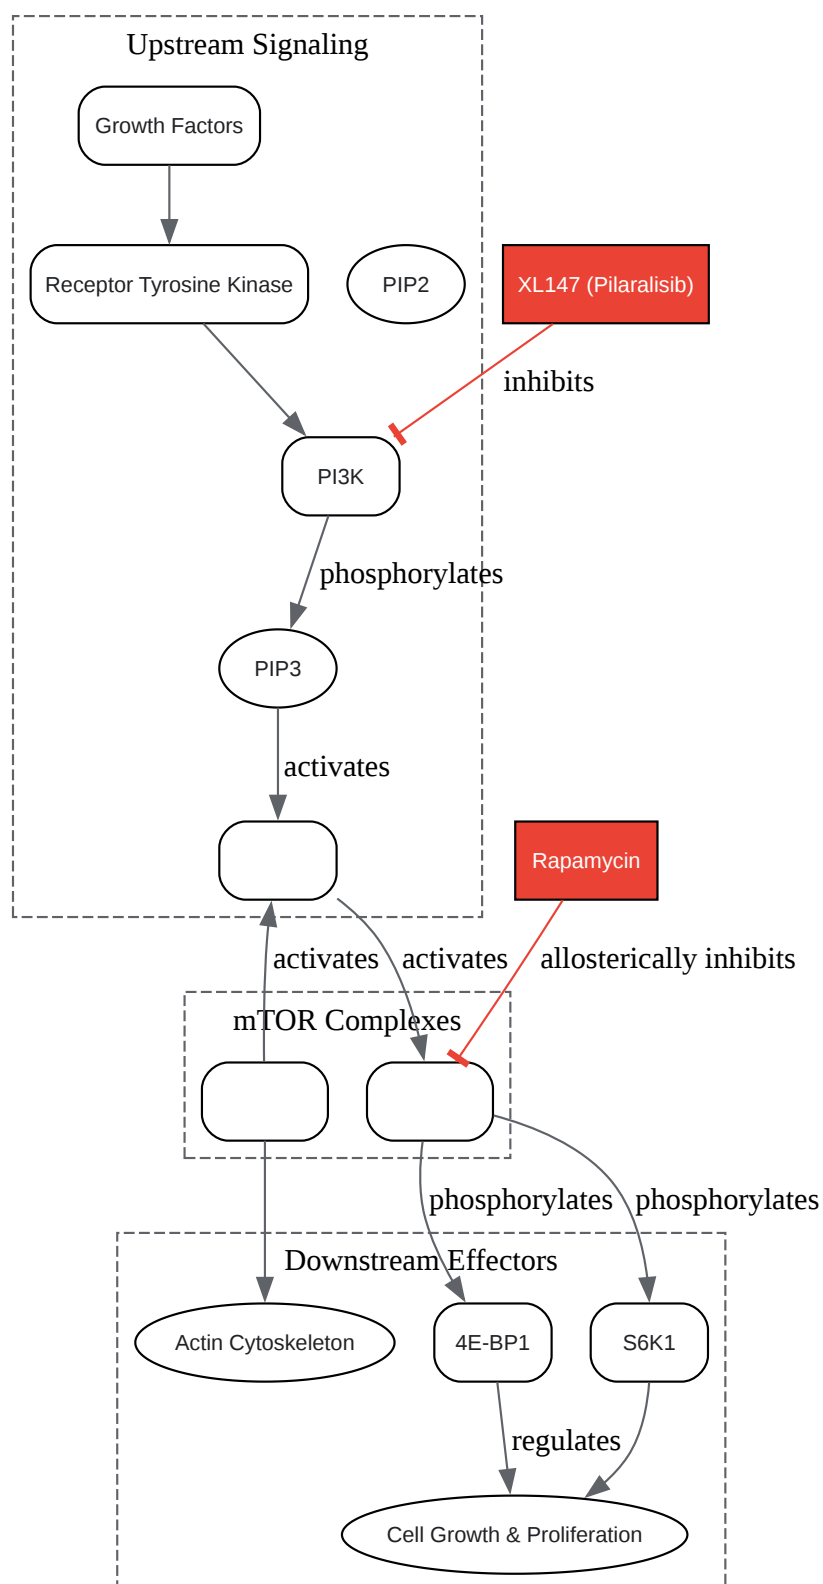 Upstream Signaling
Growth Factors
Receptor Tyrosine Kinase
PIP2
XL147 (Pilaralisib)
inhibits
PI3K
phosphorylates
PIP3
activates
Rapamycin
activates
activates
allosterically inhibits
mTOR Complexes
phosphorylates
phosphorylates
Downstream Effectors
Actin Cytoskeleton
4E-BP1
S6K1
regulates
Cell Growth & Proliferation